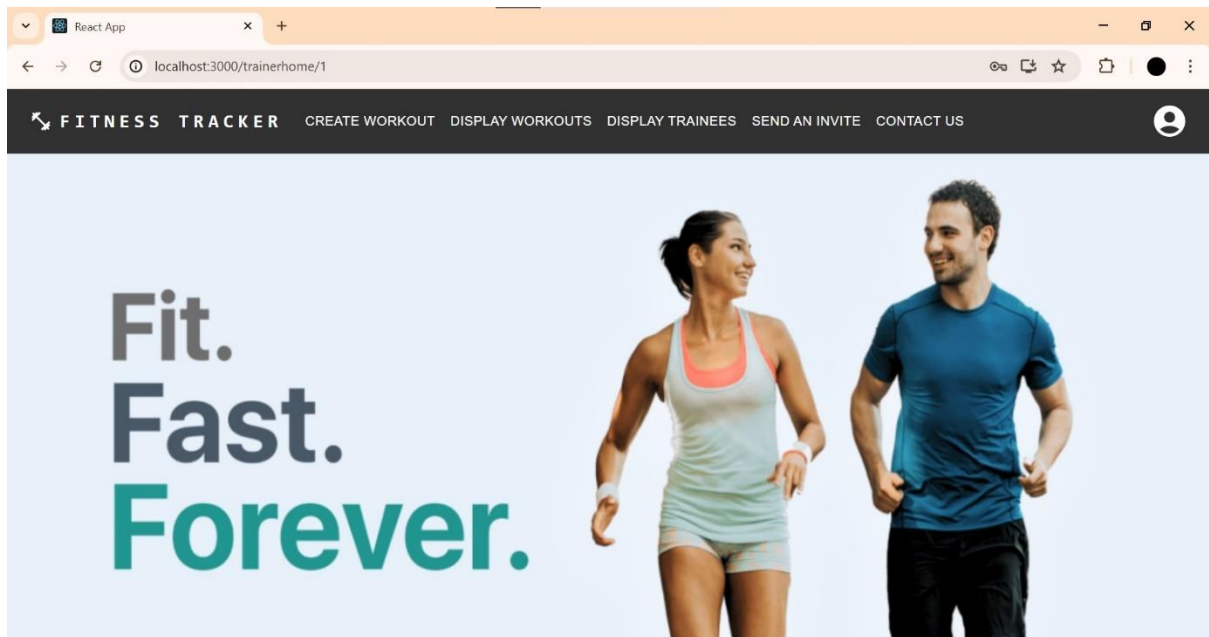 React App
localhost:3000/trainerhome/1
FITNESS TRACKER CREATE WORKOUT DISPLAY WORKOUTS DISPLAY TRAINEES SEND AN INVITE CONTACT US
Fit.
Fast.
Forever.